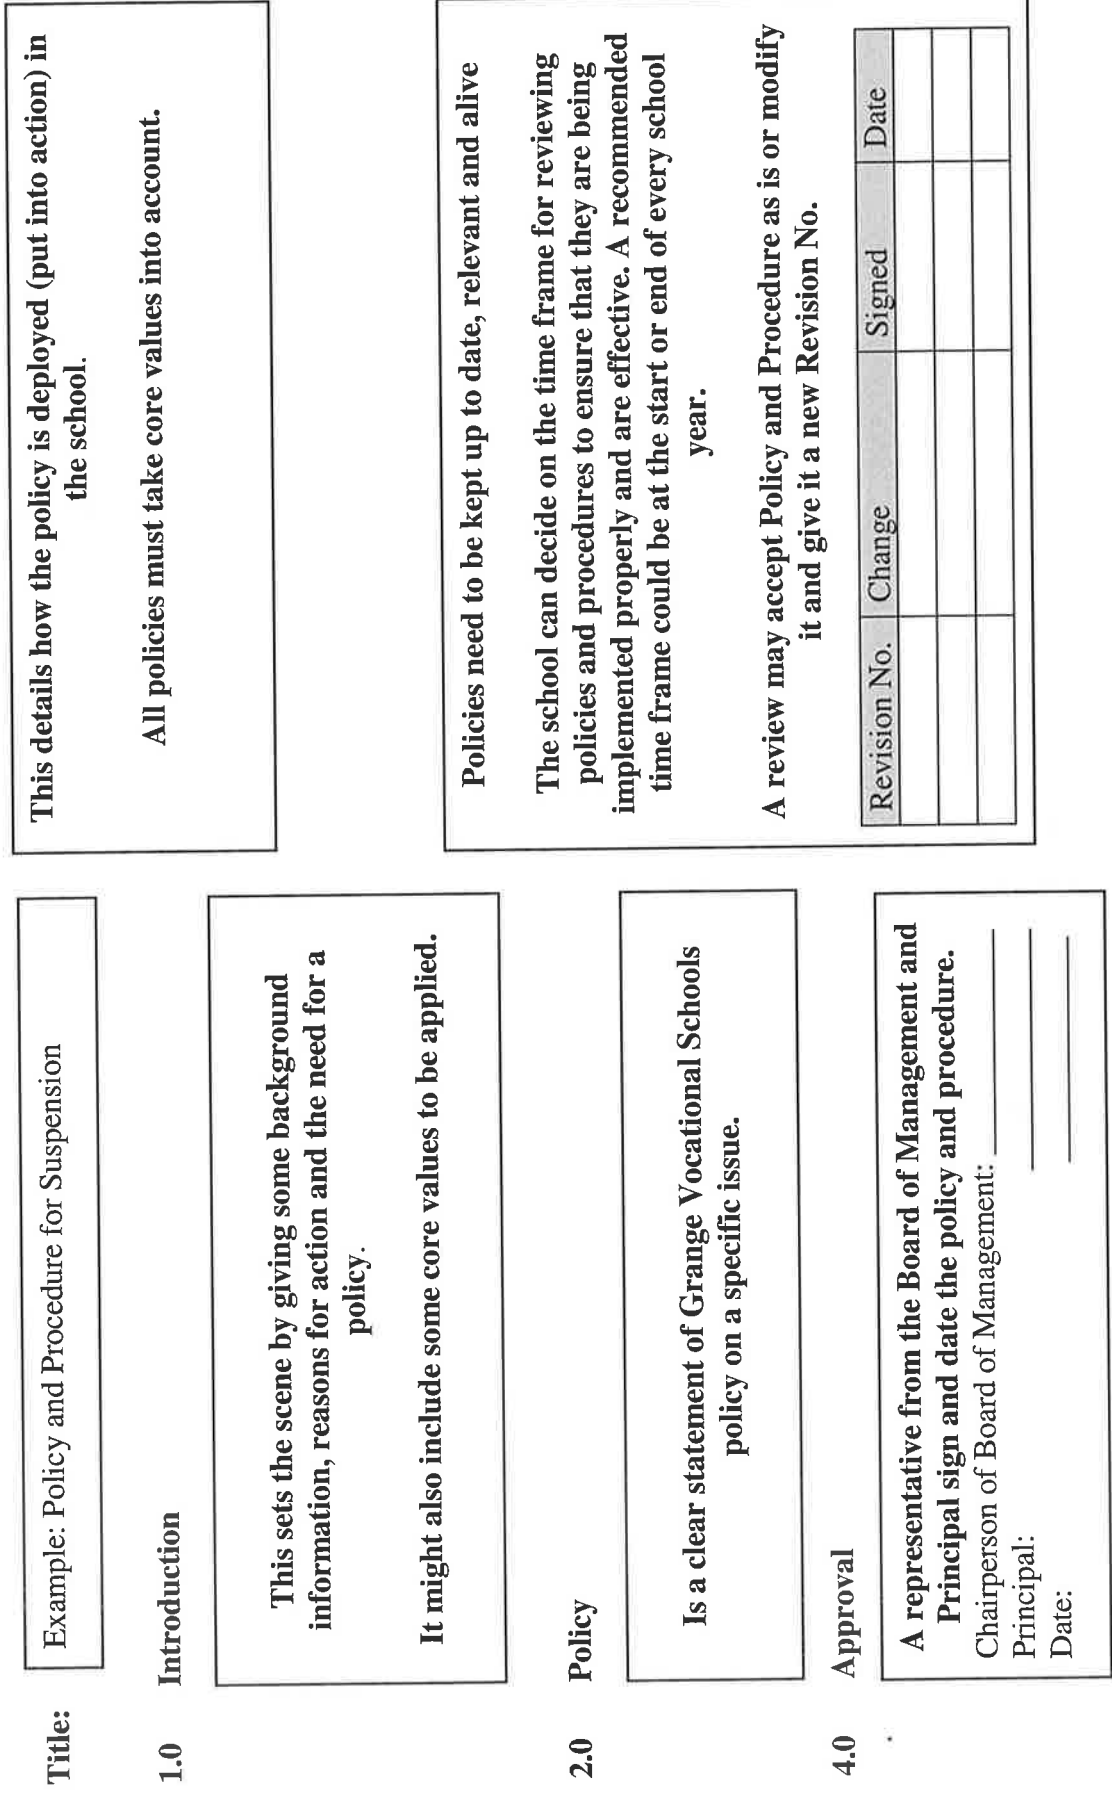 Title:
Example: Policy and Procedure for Suspension
1.0 Introduction
This sets the scene by giving some background
information, reasons for action and the need for a
policy.
It might also include some core values to be applied.
2.0 Policy
Is a clear statement of Grange Vocational Schools
policy on a specific issue.
4.0 Approval
A representative from the Board of Management and
Principal sign and date the policy and procedure.
Chairperson of Board of Management:
Principal:
Date:
This details how the policy is deployed (put into action) in
the school.
All policies must take core values into account.
Policies need to be kept up to date, relevant and alive
The school can decide on the time frame for reviewing
policies and procedures to ensure that they are being
implemented properly and are effective. A recommended
time frame could be at the start or end of every school
year.
A review may accept Policy and Procedure as is or modify
it and give it a new Revision No.
Revision No. Change Signed Date